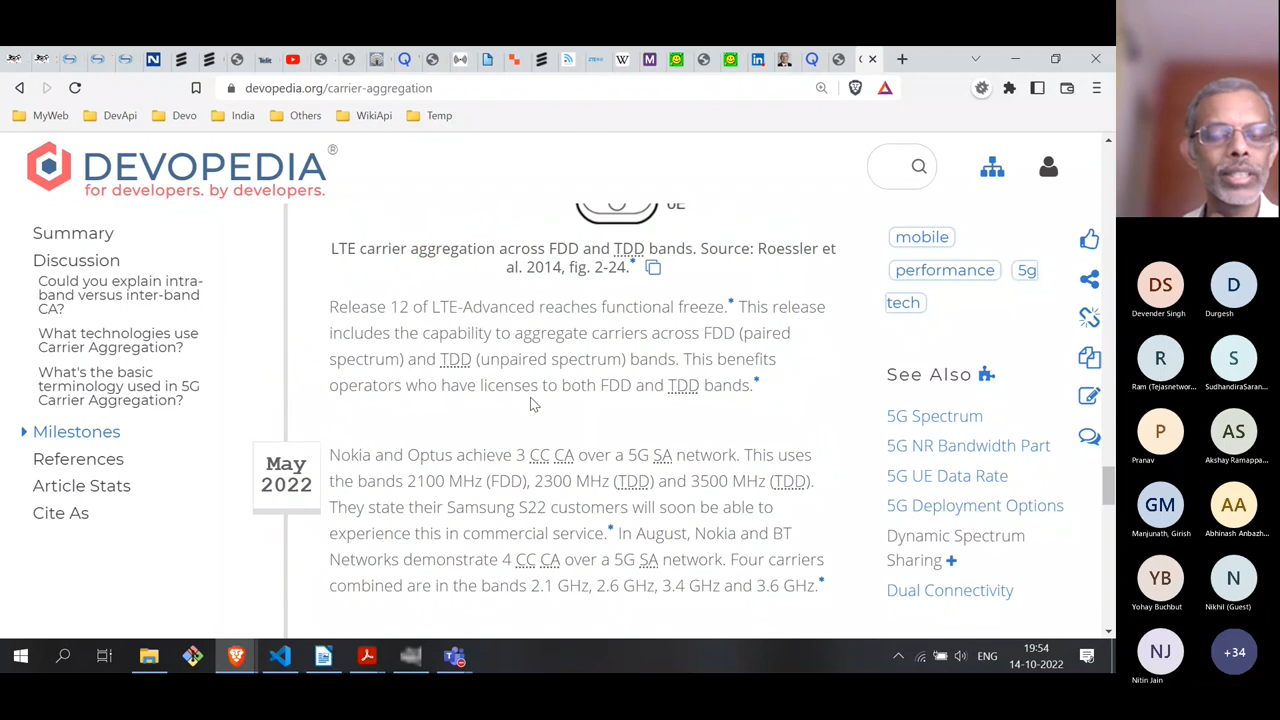 devopedia.org/carrier-aggregation
MyWeb
DevApi
Devo
India
Others
WikiApi
Temp
DEVOPEDIA ®
for developers. by developers.
Summary
Discussion
Could you explain intra-
band versus inter-band
CA?
What technologies use
Carrier Aggregation?
What's the basic
terminology used in 5G
Carrier Aggregation?
Milestones
References
Article Stats
Cite As
UE
LTE carrier aggregation across FDD and TDD bands. Source: Roessler et
al. 2014, fig. 2-24.*
Release 12 of LTE-Advanced reaches functional freeze.* This release
includes the capability to aggregate carriers across FDD (paired
spectrum) and TDD (unpaired spectrum) bands. This benefits
operators who have licenses to both FDD and TDD bands.*
May
2022
Nokia and Optus achieve 3 CC CA over a 5G SA network. This uses
the bands 2100 MHz (FDD), 2300 MHz (TDD) and 3500 MHz (TDD).
They state their Samsung S22 customers will soon be able to
experience this in commercial service.* In August, Nokia and BT
Networks demonstrate 4 CC CA over a 5G SA network. Four carriers
combined are in the bands 2.1 GHz, 2.6 GHz, 3.4 GHz and 3.6 GHz.*
mobile
performance
5g
tech
See Also
5G Spectrum
5G NR Bandwidth Part
5G UE Data Rate
5G Deployment Options
Dynamic Spectrum
Sharing +
Dual Connectivity
ENG
19:54
14-10-2022
DS
Devender Singh
D
Durgesh
R
Ram (Tejasnetwor...
S
SudhandiraSaran...
P
Pranav
AS
Akshay Ramappa...
GM
Manjunath, Girish
AA
Abhinash Anbazh...
YB
Yohay Buchbut
N
Nikhil (Guest)
NJ
Nitin Jain
+34